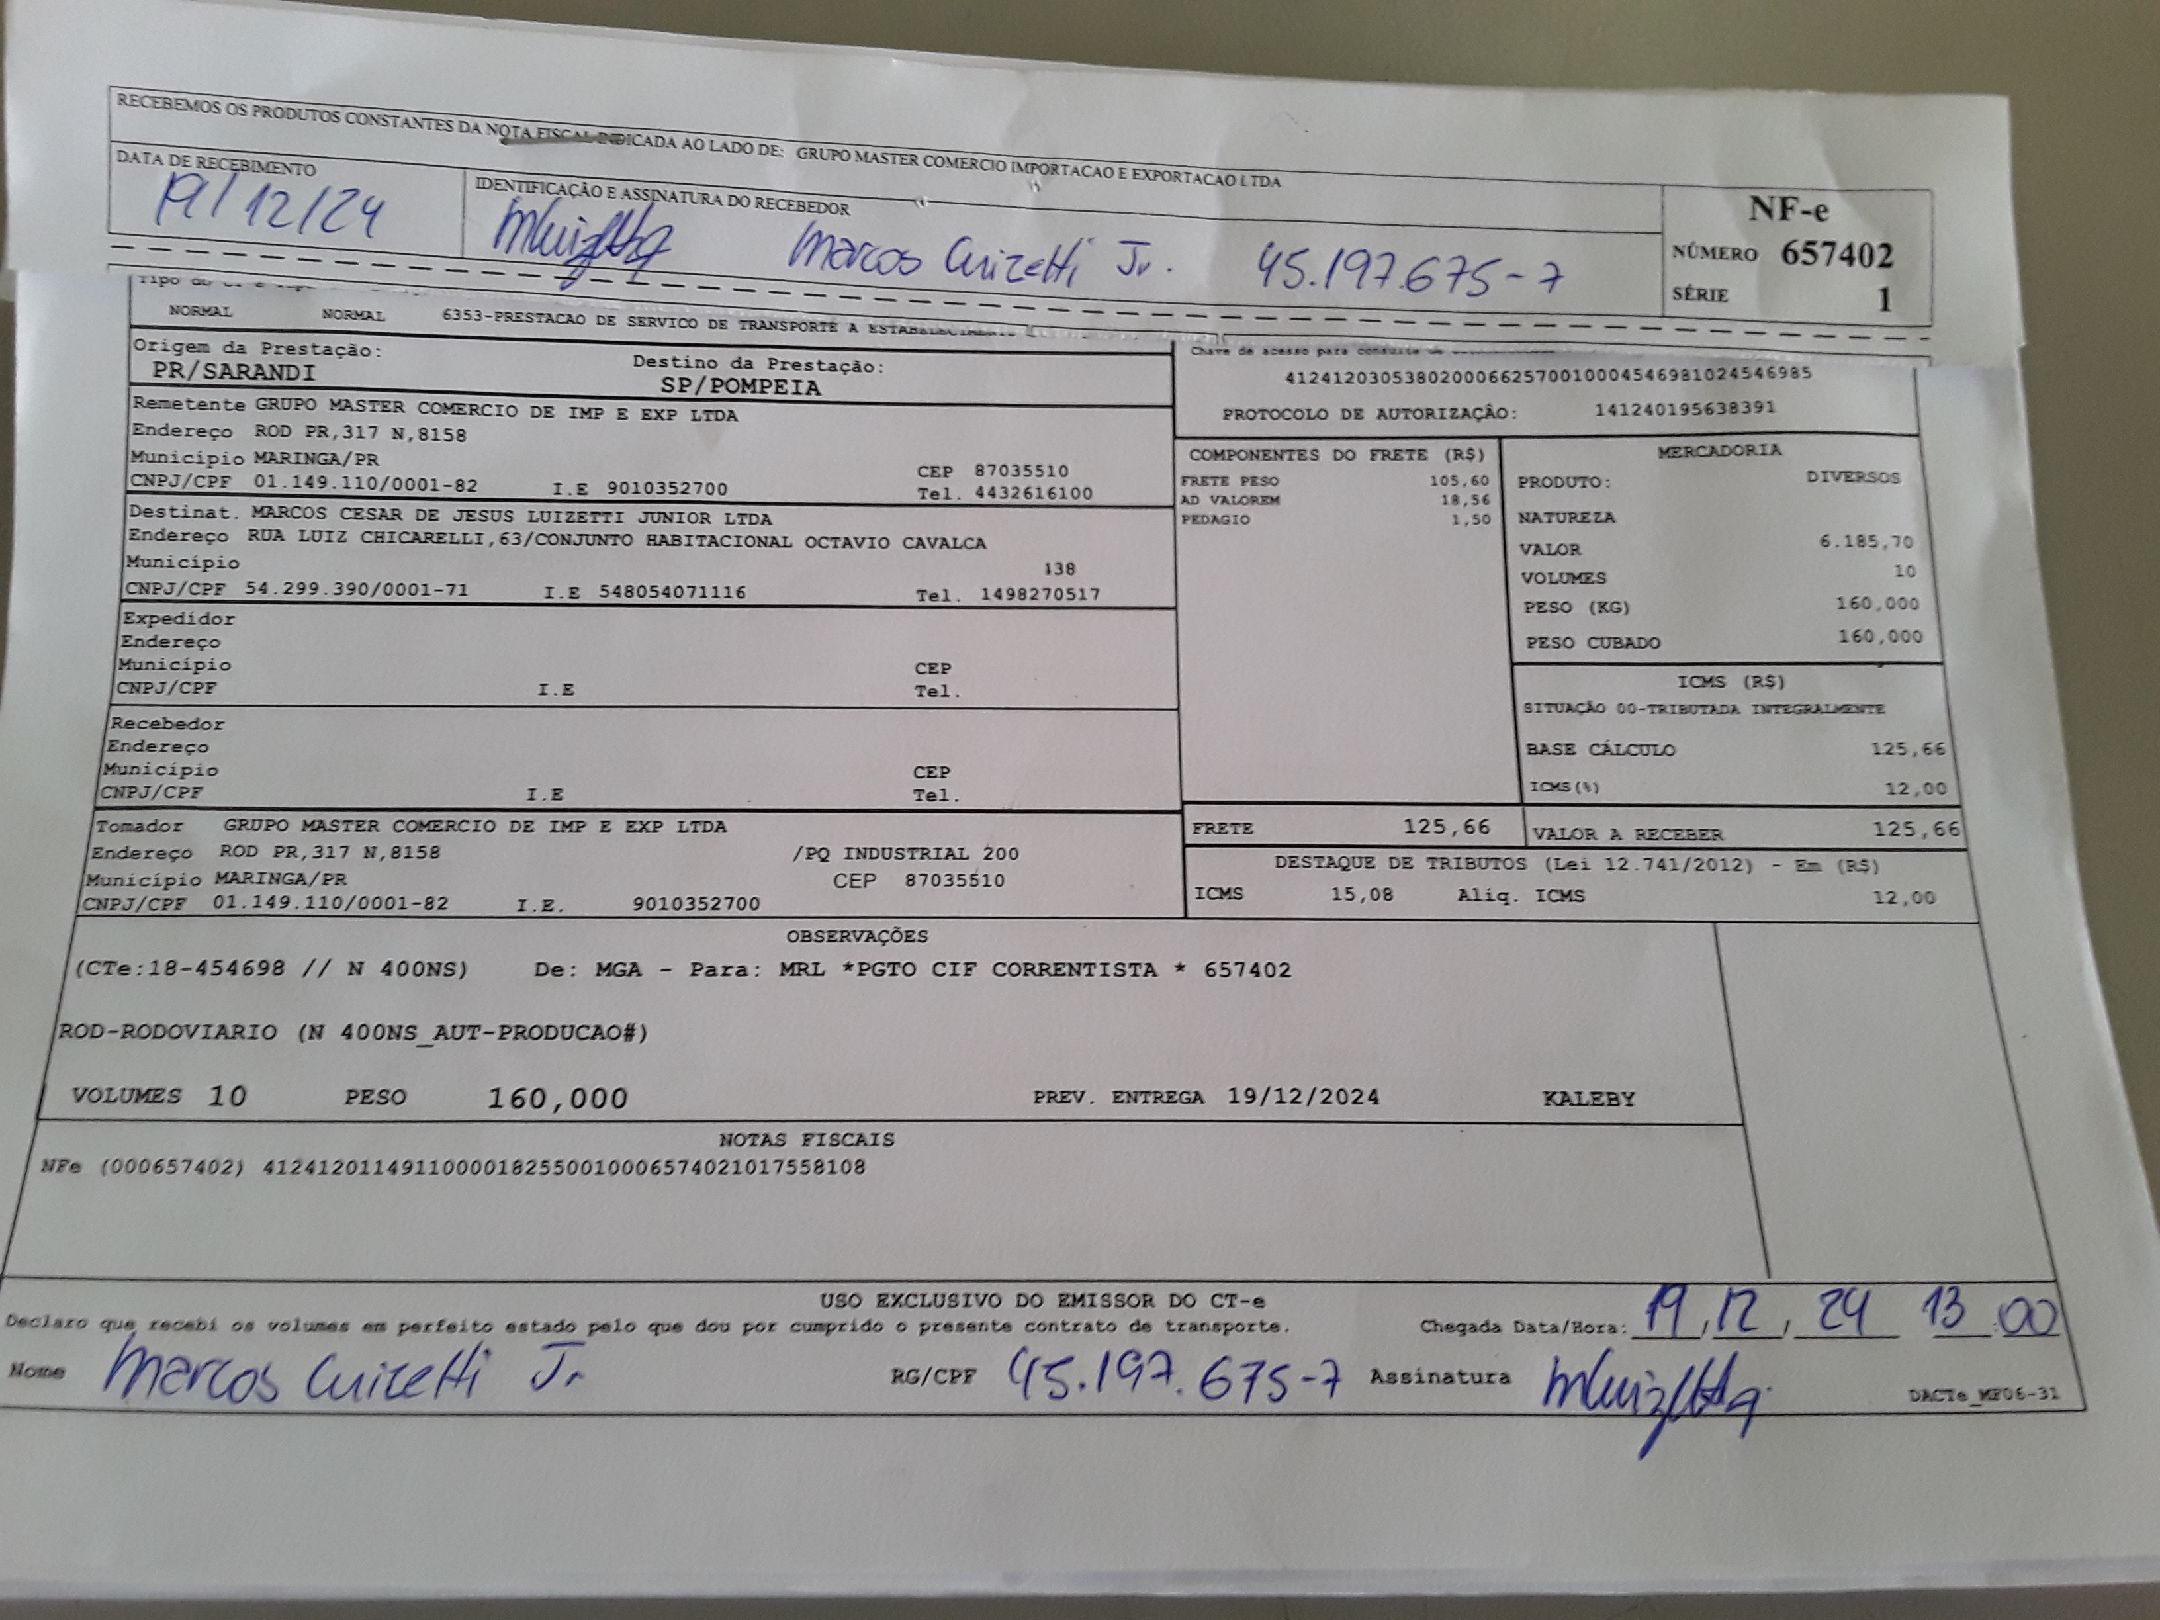 RECEBEMOS OS PRODUTOS CONSTANTES DA NOTA FISCAL INDICADA AO LADO DE: GRUPO MASTER COMERCIO IMPORTACAO E EXPORTACAO LTDA
DATA DE RECEBIMENTO
19/12/24
IDENTIFICAÇÃO E ASSINATURA DO RECEBEDOR
Marcos Luizetti Jr. 45.197.675-7
NF-e
NÚMERO 657402
SÉRIE 1
NORMAL NORMAL 6353-PRESTACAO DE SERVICO DE TRANSPORTE A
Origem da Prestação: Destino da Prestação:
PR/SARANDI SP/POMPEIA
Chave de acesso para consulta de
41241203053802000662570010004546981024546985
PROTOCOLO DE AUTORIZAÇÃO: 141240195638391
Remetente GRUPO MASTER COMERCIO DE IMP E EXP LTDA
Endereço ROD PR,317 N,8158
Município MARINGA/PR CEP 87035510
CNPJ/CPF 01.149.110/0001-82 I.E 9010352700 Tel. 4432616100
Destinat. MARCOS CESAR DE JESUS LUIZETTI JUNIOR LTDA
Endereço RUA LUIZ CHICARELLI,63/CONJUNTO HABITACIONAL OCTAVIO CAVALCA
Município 138
CNPJ/CPF 54.299.390/0001-71 I.E 548054071116 Tel. 1498270517
Expedidor
Endereço
Município CEP
CNPJ/CPF I.E Tel.
Recebedor
Endereço
Município CEP
CNPJ/CPF I.E Tel.
Tomador GRUPO MASTER COMERCIO DE IMP E EXP LTDA
Endereço ROD PR,317 N,8158 /PQ INDUSTRIAL 200
Município MARINGA/PR CEP 87035510
CNPJ/CPF 01.149.110/0001-82 I.E. 9010352700
COMPONENTES DO FRETE (R$)
FRETE PESO 105,60
AD VALOREM 18,56
PEDAGIO 1,50
MERCADORIA
PRODUTO: DIVERSOS
NATUREZA
VALOR 6.185,70
VOLUMES 10
PESO (KG) 160,000
PESO CUBADO 160,000
ICMS (R$)
SITUAÇÃO 00-TRIBUTADA INTEGRALMENTE
BASE CÁLCULO 125,66
ICMS(%) 12,00
FRETE 125,66 VALOR A RECEBER 125,66
DESTAQUE DE TRIBUTOS (Lei 12.741/2012) - Em (R$)
ICMS 15,08 Aliq. ICMS 12,00
OBSERVAÇÕES
(CTe:18-454698 // N 400NS) De: MGA - Para: MRL *PGTO CIF CORRENTISTA * 657402
ROD-RODOVIARIO (N 400NS_AUT-PRODUCAO#)
VOLUMES 10 PESO 160,000 PREV. ENTREGA 19/12/2024 KALEBY
NOTAS FISCAIS
NFe (000657402) 41241201149110000182550010006574021017558108
USO EXCLUSIVO DO EMISSOR DO CT-e
Declaro que recebi os volumes em perfeito estado pelo que dou por cumprido o presente contrato de transporte. Chegada Data/Hora: 19,12,24 13:00
Nome Marcos Luizetti Jr RG/CPF 45.197.675-7 Assinatura
DACTe_MF06-31